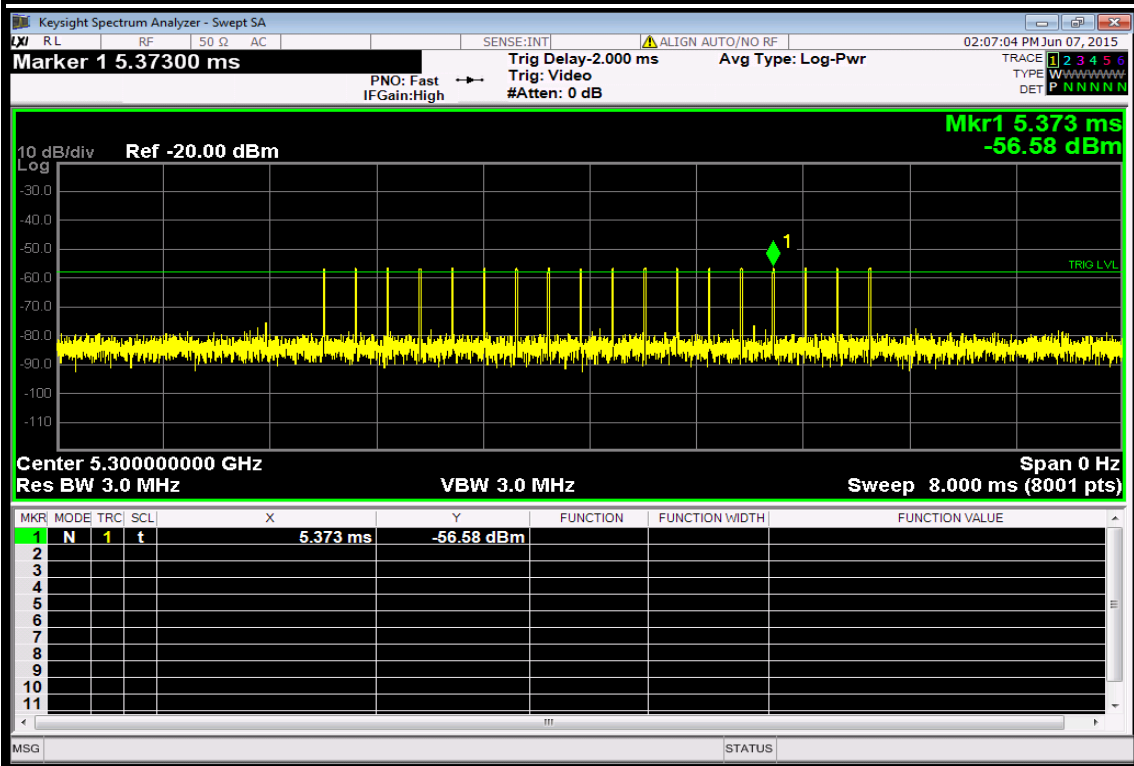 Keysight Spectrum Analyzer - Swept SA
LXI RL RF 50 Ω AC SENSE:INT ALIGN AUTO/NO RF 02:07:04 PM Jun 07, 2015
Marker 1 5.37300 ms
PNO: Fast
IFGain:High
Trig Delay-2.000 ms
Trig: Video
#Atten: 0 dB
Avg Type: Log-Pwr
TRACE 1 2 3 4 5 6
TYPE WWWWWW
DET P N N N N N
Mkr1 5.373 ms
-56.58 dBm
10 dB/div Ref -20.00 dBm
Log
-30.0
-40.0
-50.0
-60.0
-70.0
-80.0
-90.0
-100
-110
1
TRIG LVL
Center 5.300000000 GHz Span 0 Hz
Res BW 3.0 MHz VBW 3.0 MHz Sweep 8.000 ms (8001 pts)
MKR MODE TRC SCL X Y FUNCTION FUNCTION WIDTH FUNCTION VALUE
1 N 1 t 5.373 ms -56.58 dBm
2
3
4
5
6
7
8
9
10
11
MSG STATUS